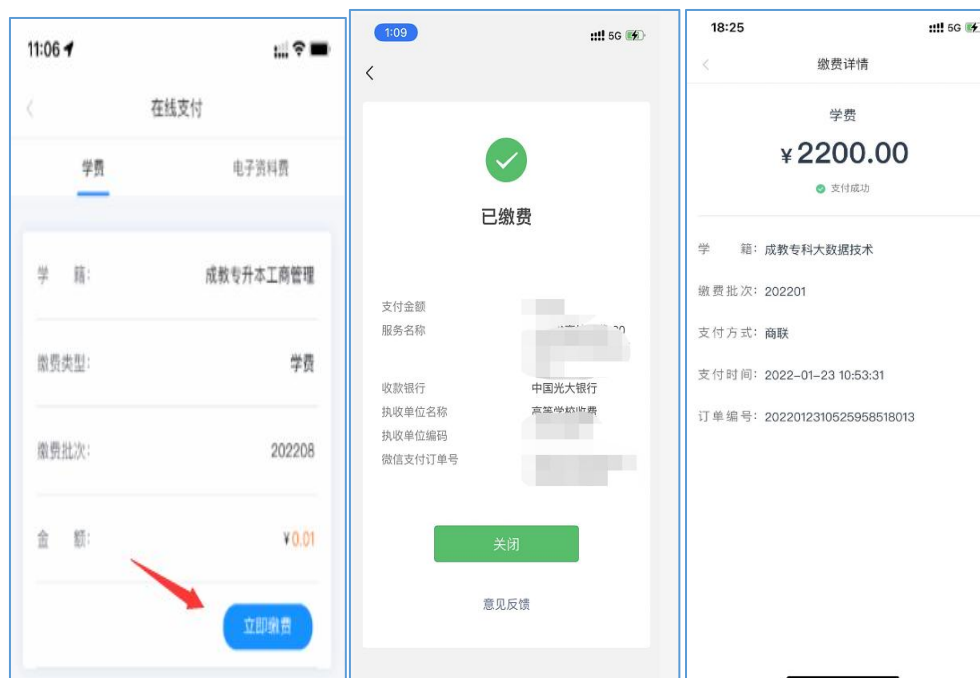 11:06
在线支付
学费
电子资料费
学 籍: 成教专升本工商管理
缴费类型: 学费
缴费批次: 202208
金 额: ¥0.01
立即缴费
1:09
5G
已缴费
支付金额
服务名称
收款银行 中国光大银行
执收单位名称 高等学校收费
执收单位编码
微信支付订单号
关闭
意见反馈
18:25
5G
缴费详情
学费
¥2200.00
支付成功
学 籍: 成教专科大数据技术
缴费批次: 202201
支付方式: 商联
支付时间: 2022-01-23 10:53:31
订单编号: 2022012310525958518013